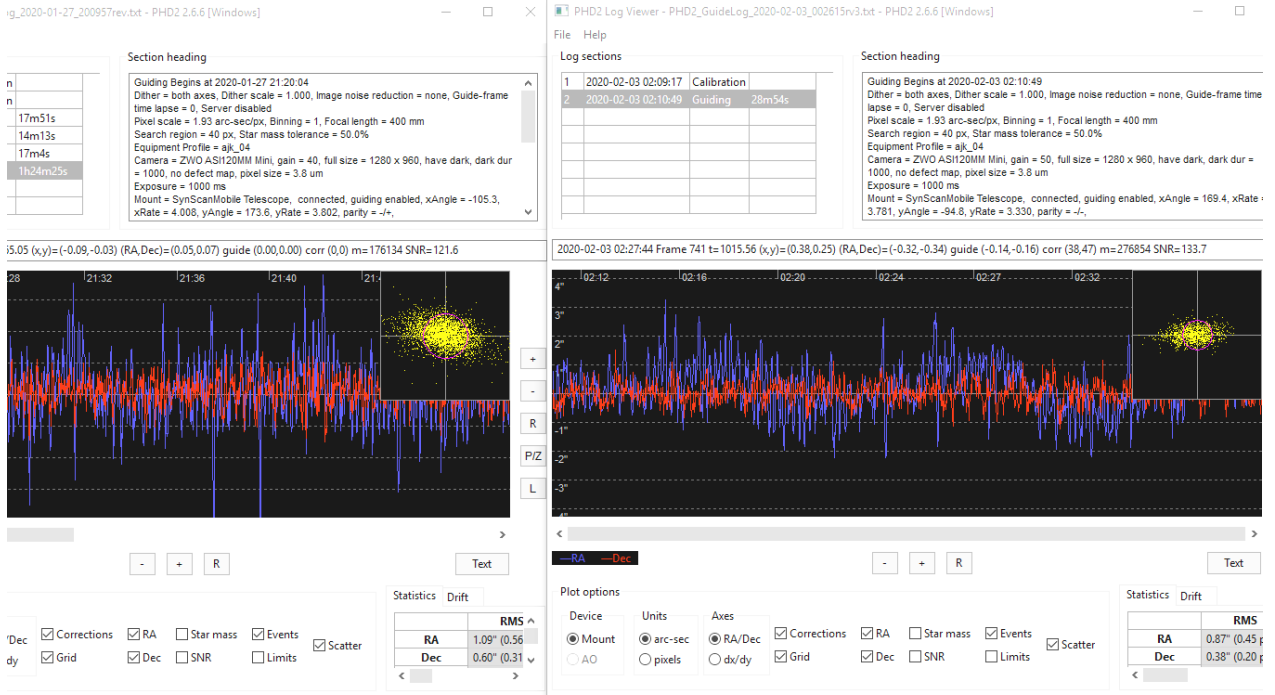 ɡ_2020-01-27_200957rev.txt - PHD2 2.6.6 [Windows]
Section heading
n
n
17m51s
14m13s
17m4s
1h24m25s
Guiding Begins at 2020-01-27 21:20:04
Dither = both axes, Dither scale = 1.000, Image noise reduction = none, Guide-frame
time lapse = 0, Server disabled
Pixel scale = 1.93 arc-sec/px, Binning = 1, Focal length = 400 mm
Search region = 40 px, Star mass tolerance = 50.0%
Equipment Profile = ajk_04
Camera = ZWO ASI120MM Mini, gain = 40, full size = 1280 x 960, have dark, dark dur
= 1000, no defect map, pixel size = 3.8 um
Exposure = 1000 ms
Mount = SynScanMobile Telescope, connected, guiding enabled, xAngle = -105.3,
xRate = 4.008, yAngle = 173.6, yRate = 3.802, parity = -/+,
55.05 (x,y)=(-0.09,-0.03) (RA,Dec)=(0.05,0.07) guide (0.00,0.00) corr (0,0) m=176134 SNR=121.6
:28 21:32 21:36 21:40 21:4
+
-
R
P/Z
L
- + R Text
Statistics Drift
RMS
RA 1.09" (0.56
Dec 0.60" (0.31
/Dec Corrections RA Star mass Events Scatter
dy Grid Dec SNR Limits
PHD2 Log Viewer - PHD2_GuideLog_2020-02-03_002615rv3.txt - PHD2 2.6.6 [Windows]
File Help
Log sections
1 2020-02-03 02:09:17 Calibration
2 2020-02-03 02:10:49 Guiding 28m54s
Section heading
Guiding Begins at 2020-02-03 02:10:49
Dither = both axes, Dither scale = 1.000, Image noise reduction = none, Guide-frame time
lapse = 0, Server disabled
Pixel scale = 1.93 arc-sec/px, Binning = 1, Focal length = 400 mm
Search region = 40 px, Star mass tolerance = 50.0%
Equipment Profile = ajk_04
Camera = ZWO ASI120MM Mini, gain = 50, full size = 1280 x 960, have dark, dark dur =
1000, no defect map, pixel size = 3.8 um
Exposure = 1000 ms
Mount = SynScanMobile Telescope, connected, guiding enabled, xAngle = 169.4, xRate =
3.781, yAngle = -94.8, yRate = 3.330, parity = -/-,
2020-02-03 02:27:44 Frame 741 t=1015.56 (x,y)=(0.38,0.25) (RA,Dec)=(-0.32,-0.34) guide (-0.14,-0.16) corr (38,47) m=276854 SNR=133.7
02:12 02:16 02:20 02:24 02:27 02:32
4"
3"
2"
-1"
-2"
-3"
-4"
RA Dec
- + R Text
Plot options
Device Units Axes
Mount arc-sec RA/Dec Corrections RA Star mass Events Scatter
AO pixels dx/dy Grid Dec SNR Limits
Statistics Drift
RMS
RA 0.87" (0.45 p
Dec 0.38" (0.20 p